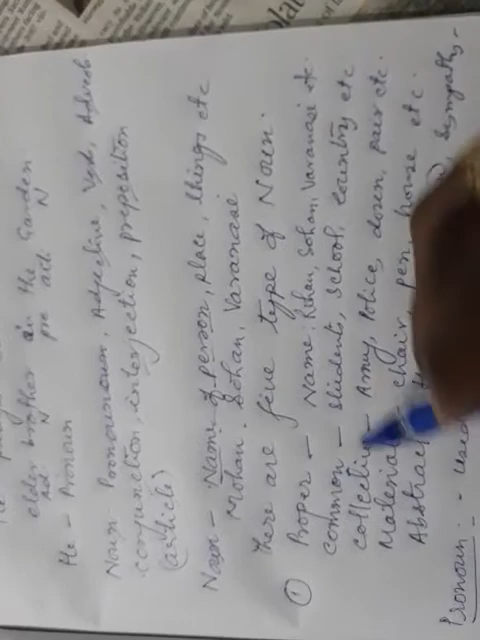 elder brother in the Garden
Ad N pre art N
He - Pronoun
Noun. Pronounoun, Adjective, Verb, Adverb
conjunction, interjection, preposition
(article)
Noun - Name of person, place, things etc
Mohan. Sohan, Varanasi
There are five type of Noun.
① Proper - Name: Rohan, Sohan, Varanasi etc.
Common - students, school, country etc
collective - Army, Police, dozen, pair etc.
Material - chair, pen, house etc.
Abstract sympathy -
Pronoun: - used